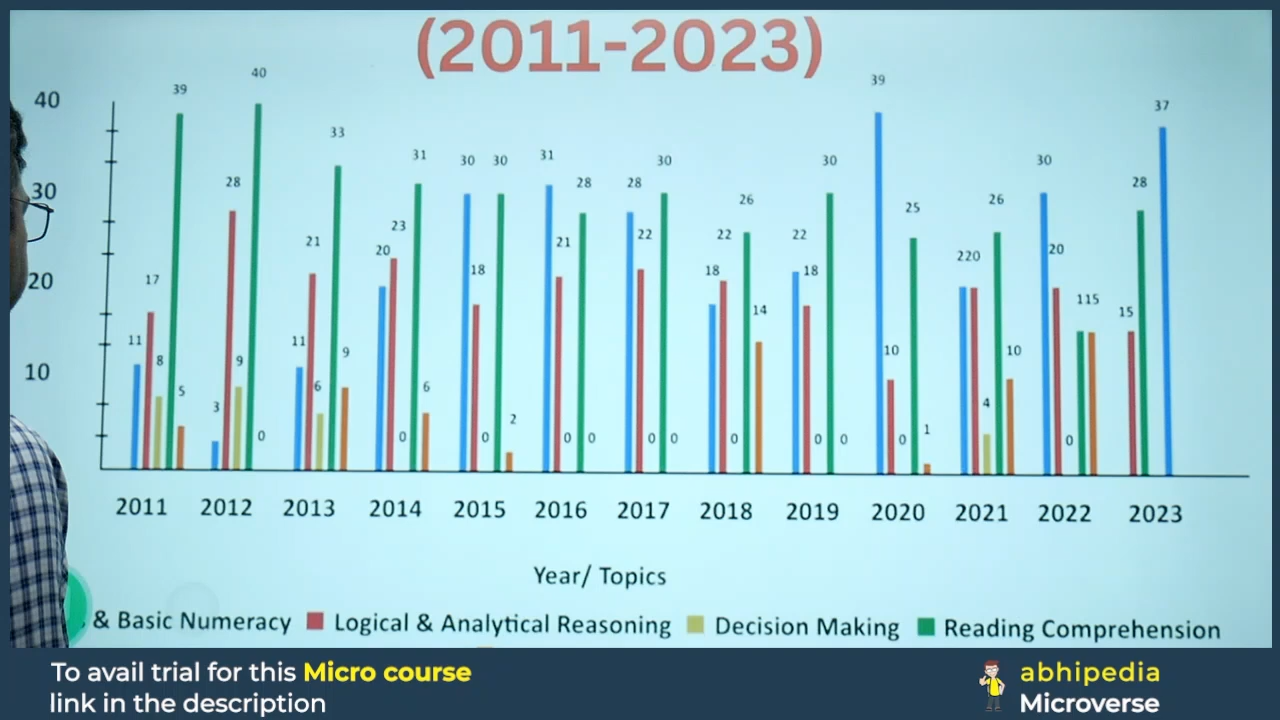 (2011-2023)
40
30
20
10
11 17 8 39 5
3 28 9 40 0
11 21 6 33 9
20 23 0 31 6
30 18 0 30 2
31 21 0 28 0
28 22 0 30 0
18 22 0 26 14
22 18 0 30 0
39 10 0 25 1
220 4 26 10
30 20 0 115
15 28 37
2011 2012 2013 2014 2015 2016 2017 2018 2019 2020 2021 2022 2023
Year/ Topics
& Basic Numeracy Logical & Analytical Reasoning Decision Making Reading Comprehension
To avail trial for this Micro course
link in the description
abhipedia
Microverse